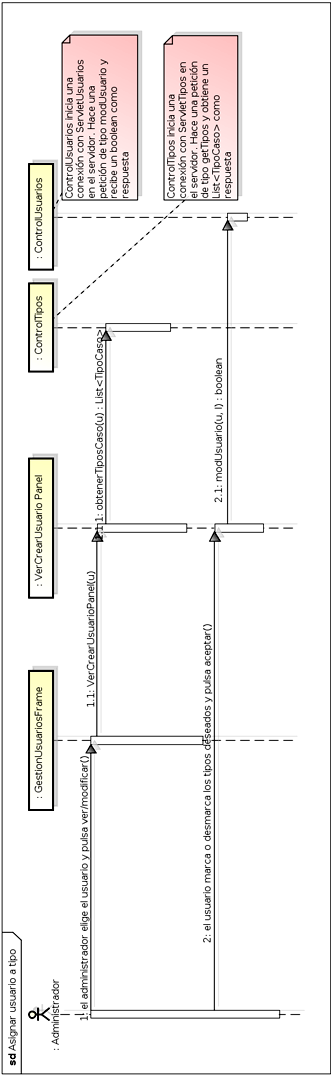 sd Asignar usuario a tipo
: Administrador
: GestionUsuariosFrame
: VerCrearUsuario Panel
: ControlTipos
: ControlUsuarios
ControlUsuarios inicia una
conexión con ServletUsuarios
en el servidor. Hace una
petición de tipo modUsuario y
recibe un boolean como
respuesta
ControlTipos inicia una
conexión con ServletTipos en
el servidor. Hace una petición
de tipo getTipos y obtiene un
List<TipoCaso> como
respuesta
1: el administrador elige el usuario y pulsa ver/modificar()
1.1: VerCrearUsuarioPanel(u)
1.1: obtenerTiposCaso(u) : List<TipoCaso>
2: el usuario marca o desmarca los tipos deseados y pulsa aceptar()
2.1: modUsuario(u, l) : boolean